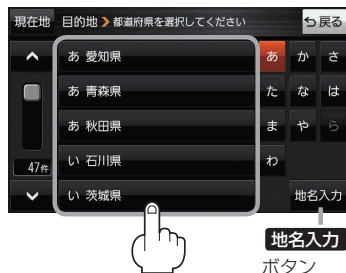 現在地 目的地 > 都道府県を選択してください 戻る
あ 愛知県 あ か さ
あ 青森県 た な は
あ 秋田県 ま や ら
い 石川県 わ
47件
い 茨城県 地名入力
地名入力
ボタン